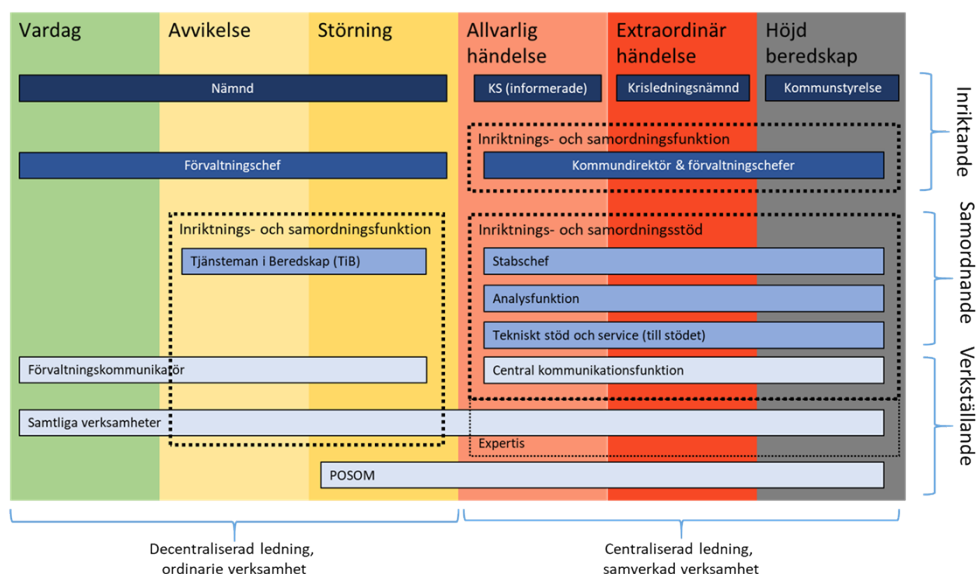 Vardag
Avvikelse
Störning
Allvarlig
händelse
Extraordinär
händelse
Höjd
beredskap
Nämnd
KS (informerade)
Krisledningsnämnd
Kommunstyrelse
Inriktande
Inriktnings- och samordningsfunktion
Förvaltningschef
Kommundirektör & förvaltningschefer
Samordnande
Inriktnings- och samordningsfunktion
Tjänsteman i Beredskap (TiB)
Inriktnings- och samordningsstöd
Stabschef
Analysfunktion
Tekniskt stöd och service (till stödet)
Verkställande
Förvaltningskommunikatör
Central kommunikationsfunktion
Samtliga verksamheter
Expertis
POSOM
Decentraliserad ledning,
ordinarie verksamhet
Centraliserad ledning,
samverkad verksamhet